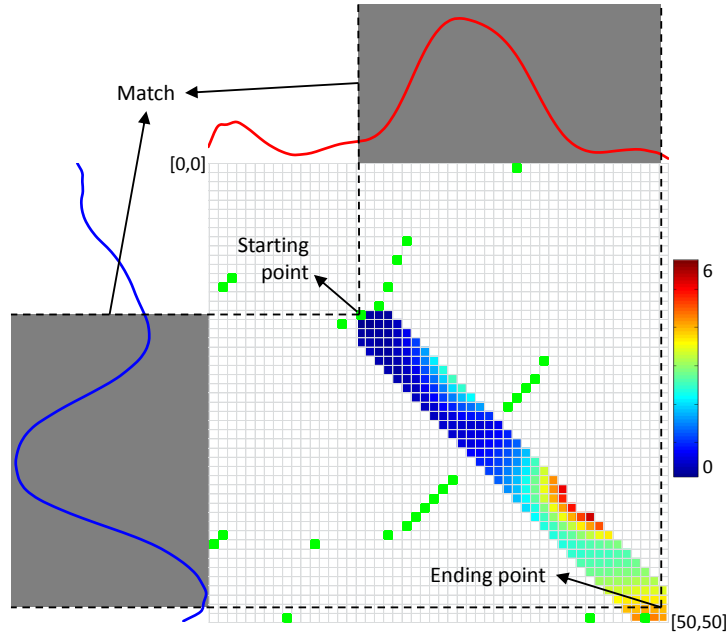 Match
[0,0]
Starting
point
6
0
Ending point
[50,50]